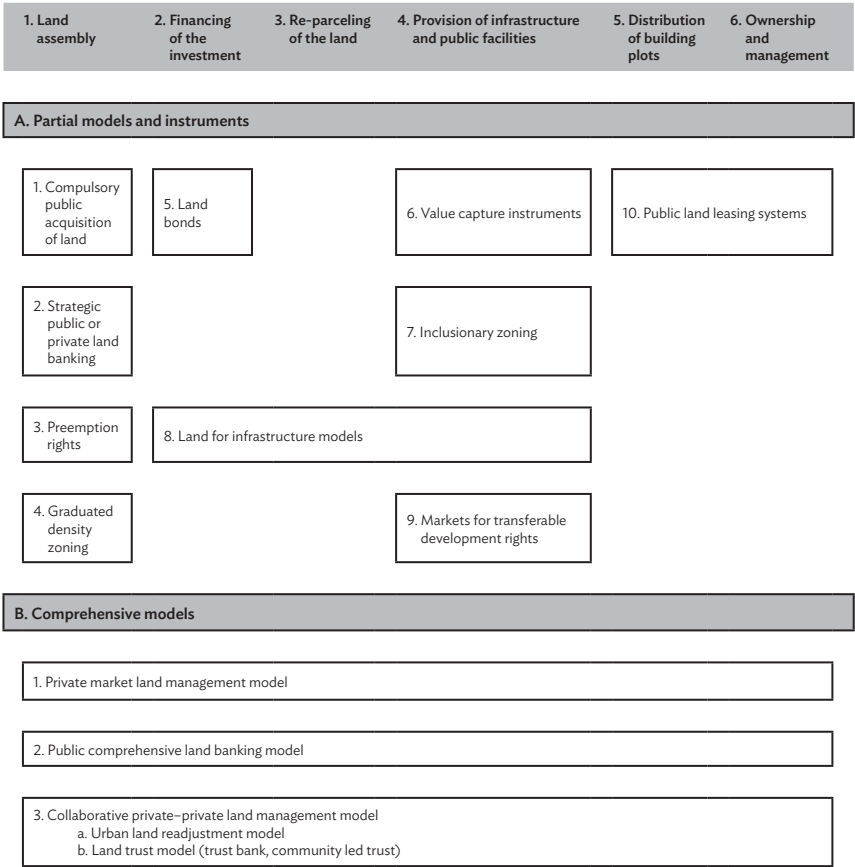 1. Land
assembly
2. Financing
of the
investment
3. Re-parceling
of the land
4. Provision of infrastructure
and public facilities
5. Distribution
of building
plots
6. Ownership
and
management
A. Partial models and instruments
1. Compulsory
public
acquisition
of land
5. Land
bonds
6. Value capture instruments
10. Public land leasing systems
2. Strategic
public or
private land
banking
7. Inclusionary zoning
3. Preemption
rights
8. Land for infrastructure models
4. Graduated
density
zoning
9. Markets for transferable
development rights
B. Comprehensive models
1. Private market land management model
2. Public comprehensive land banking model
3. Collaborative private–private land management model
a. Urban land readjustment model
b. Land trust model (trust bank, community led trust)